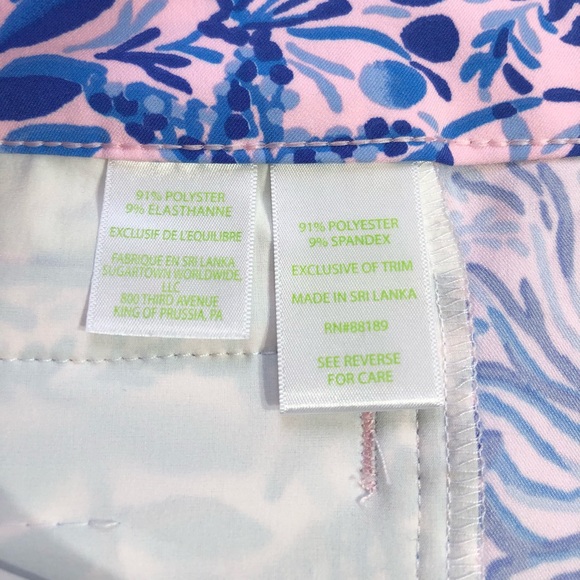 91% POLYSTER
9% ELASTHANNE
EXCLUSIF DE L'EQUILIBRE
FABRIQUE EN SRI LANKA
SUGARTOWN WORLDWIDE,
LLC
800 THIRD AVENUE
KING OF PRUSSIA, PA
91% POLYESTER
9% SPANDEX
EXCLUSIVE OF TRIM
MADE IN SRI LANKA
RN#88189
SEE REVERSE
FOR CARE